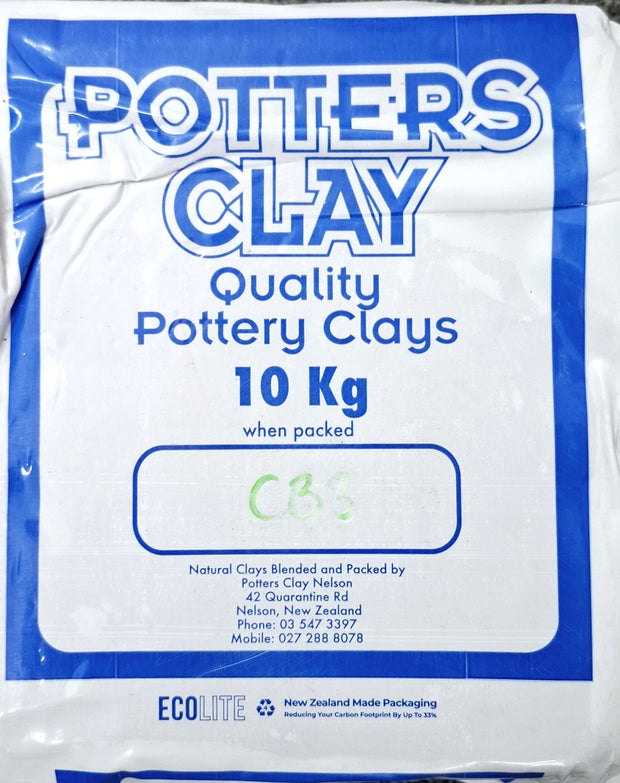 POTTERS
CLAY
Quality
Pottery Clays
10 Kg
when packed
CB3
Natural Clays Blended and Packed by
Potters Clay Nelson
42 Quarantine Rd
Nelson, New Zealand
Phone: 03 547 3397
Mobile: 027 288 8078
ECOLITE
New Zealand Made Packaging
Reducing Your Carbon Footprint By Up To 33%